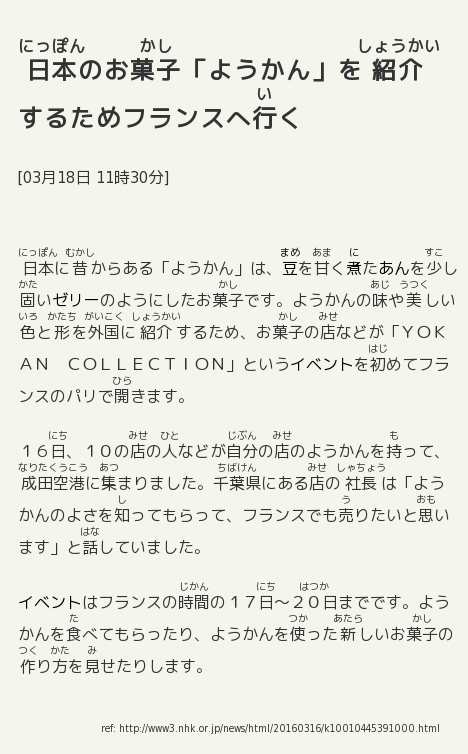 にっぽん かし しょうかい
日本のお菓子「ようかん」を 紹介
い
するためフランスへ行く
[03月18日 11時30分]
にっぽん むかし まめ あま に すこ
日本に昔からある「ようかん」は、豆を甘く煮たあんを少し
かた かし あじ うつく
固いゼリーのようにしたお菓子です。ようかんの味や美しい
いろ かたち がいこく しょうかい かし みせ
色と形を外国に紹介するため、お菓子の店などが「ＹＯＫ
はじ
ＡＮ　ＣＯＬＬＥＣＴＩＯＮ」というイベントを初めてフラ
ひら
ンスのパリで開きます。
にち みせ ひと じぶん みせ も
１６日、１０の店の人などが自分の店のようかんを持って、
なりたくうこう あつ ちばけん みせ しゃちょう
成田空港に集まりました。千葉県にある店の社長は「よう
し う おも
かんのよさを知ってもらって、フランスでも売りたいと思い
はな
ます」と話していました。
じかん にち はつか
イベントはフランスの時間の１７日～２０日までです。よう
た つか あたら かし
かんを食べてもらったり、ようかんを使った新しいお菓子の
つく かた み
作り方を見せたりします。
ref: http://www3.nhk.or.jp/news/html/20160316/k10010445391000.html